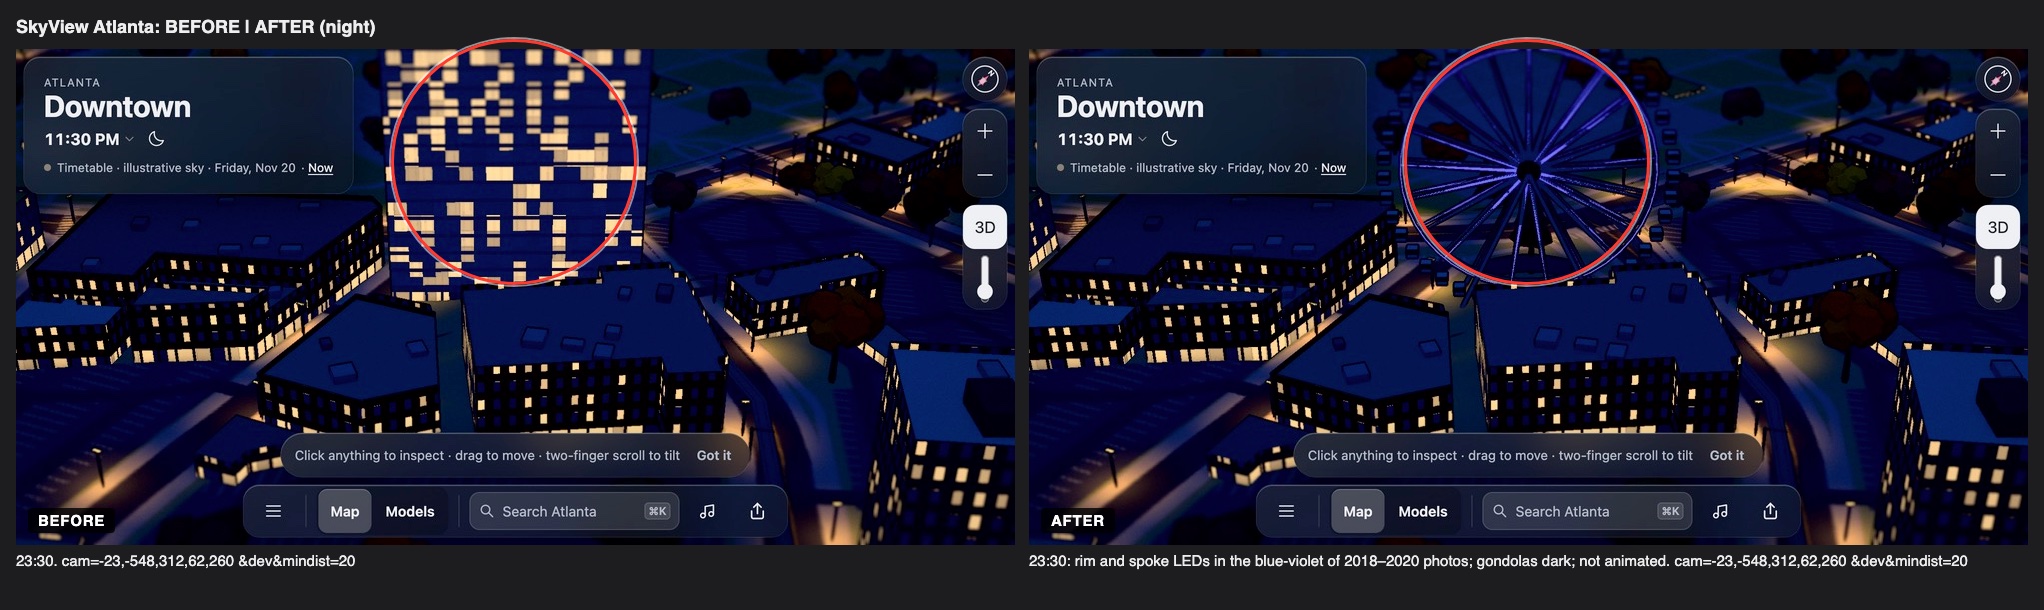 SkyView Atlanta: BEFORE | AFTER (night)
ATLANTA
Downtown
11:30 PM
Timetable · illustrative sky · Friday, Nov 20 · Now
3D
Click anything to inspect · drag to move · two-finger scroll to tilt Got it
Map Models Search Atlanta ⌘K
BEFORE
23:30. cam=-23,-548,312,62,260 &dev&mindist=20
ATLANTA
Downtown
11:30 PM
Timetable · illustrative sky · Friday, Nov 20 · Now
3D
Click anything to inspect · drag to move · two-finger scroll to tilt Got it
Map Models Search Atlanta ⌘K
AFTER
23:30: rim and spoke LEDs in the blue-violet of 2018–2020 photos; gondolas dark; not animated. cam=-23,-548,312,62,260 &dev&mindist=20